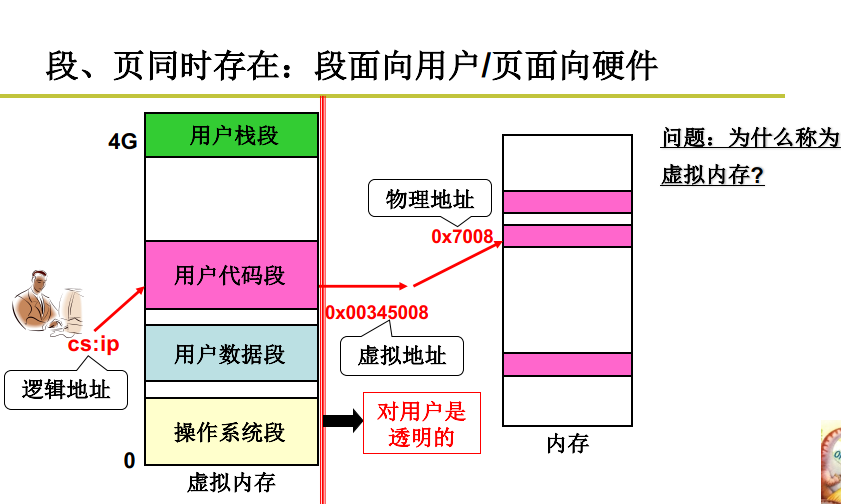 段、页同时存在：段面向用户/页面向硬件
4G
用户栈段
用户代码段
用户数据段
操作系统段
0
虚拟内存
cs:ip
逻辑地址
物理地址
0x7008
0x00345008
虚拟地址
对用户是
透明的
内存
问题：为什么称为
虚拟内存?